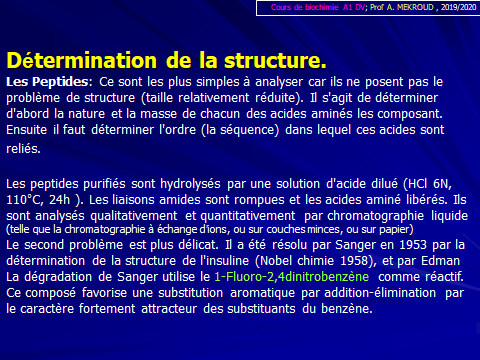 Cours de biochimie A1 DV; Prof A. MEKROUD , 2019/2020
Détermination de la structure.
Les Peptides: Ce sont les plus simples à analyser car ils ne posent pas le
problème de structure (taille relativement réduite). Il s'agit de déterminer
d'abord la nature et la masse de chacun des acides aminés les composant.
Ensuite il faut déterminer l'ordre (la séquence) dans lequel ces acides sont
reliés.
Les peptides purifiés sont hydrolysés par une solution d'acide dilué (HCl 6N,
110°C, 24h ). Les liaisons amides sont rompues et les acides aminé libérés. Ils
sont analysés qualitativement et quantitativement par chromatographie liquide
(telle que la chromatographie à échange d'ions, ou sur couches minces, ou sur papier)
Le second problème est plus délicat. Il a été résolu par Sanger en 1953 par la
détermination de la structure de l'insuline (Nobel chimie 1958), et par Edman
La dégradation de Sanger utilise le 1-Fluoro-2,4dinitrobenzène comme réactif.
Ce composé favorise une substitution aromatique par addition-élimination par
le caractère fortement attracteur des substituants du benzène.